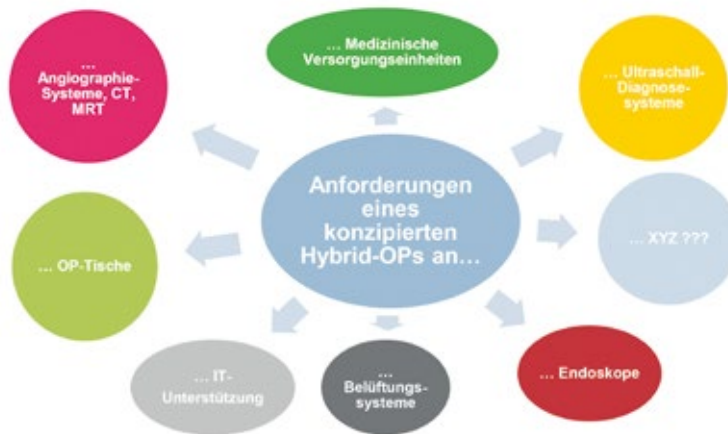 ... Medizinische
Versorgungseinheiten
...
Angiographie-
Systeme, CT,
MRT
... Ultraschall-
Diagnose-
systeme
Anforderungen
eines
konzipierten
Hybrid-OPs an...
... OP-Tische
... XYZ ???
... IT-
Unterstützung
...
Belüftungs-
systeme
... Endoskope